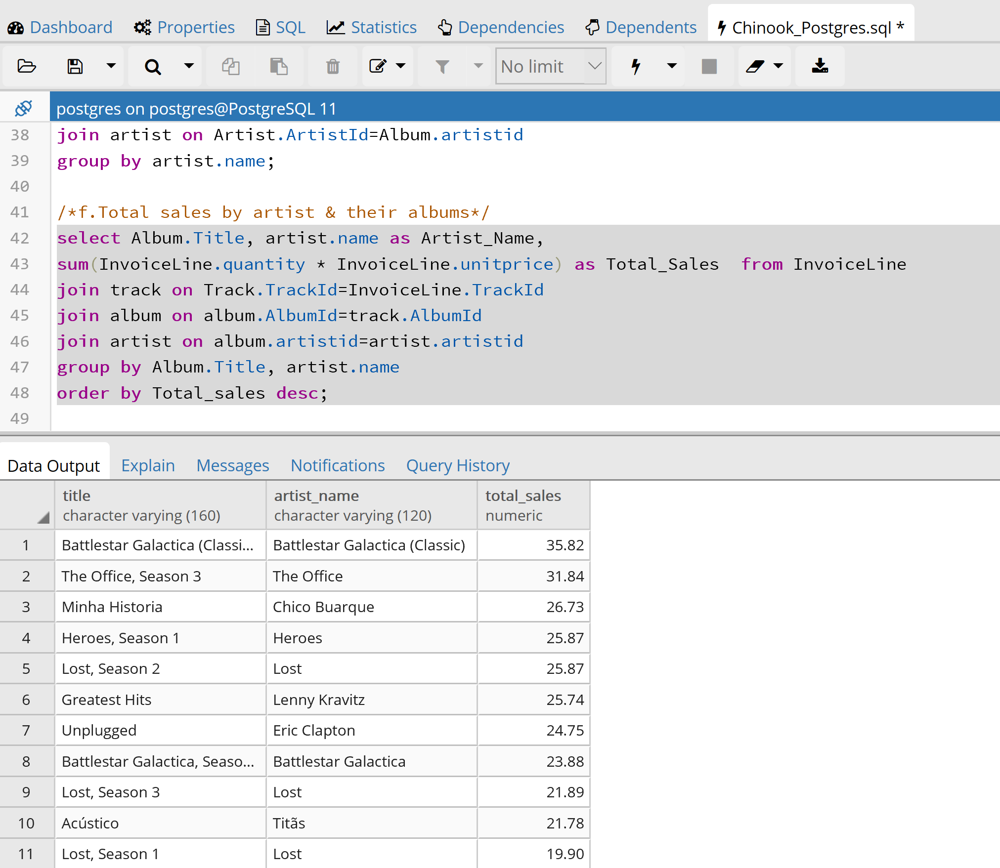 Dashboard Properties SQL Statistics Dependencies Dependents Chinook_Postgres.sql *
No limit
postgres on postgres@PostgreSQL 11
38 join artist on Artist.ArtistId=Album.artistid
39 group by artist.name;
40
41 /*f.Total sales by artist & their albums*/
42 select Album.Title, artist.name as Artist_Name,
43 sum(InvoiceLine.quantity * InvoiceLine.unitprice) as Total_Sales  from InvoiceLine
44 join track on Track.TrackId=InvoiceLine.TrackId
45 join album on album.AlbumId=track.AlbumId
46 join artist on album.artistid=artist.artistid
47 group by Album.Title, artist.name
48 order by Total_sales desc;
49
Data Output Explain Messages Notifications Query History
title artist_name total_sales
character varying (160) character varying (120) numeric
1 Battlestar Galactica (Classi... Battlestar Galactica (Classic) 35.82
2 The Office, Season 3 The Office 31.84
3 Minha Historia Chico Buarque 26.73
4 Heroes, Season 1 Heroes 25.87
5 Lost, Season 2 Lost 25.87
6 Greatest Hits Lenny Kravitz 25.74
7 Unplugged Eric Clapton 24.75
8 Battlestar Galactica, Seaso... Battlestar Galactica 23.88
9 Lost, Season 3 Lost 21.89
10 Acústico Titãs 21.78
11 Lost, Season 1 Lost 19.90